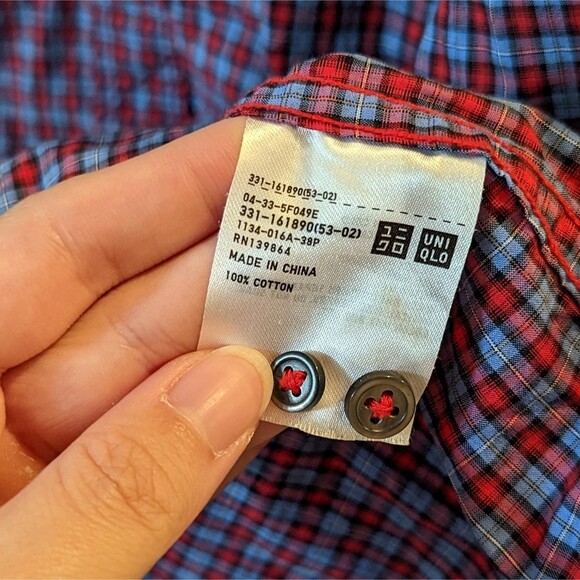 331-161890(53-02)
04-33-5F049E
331-161890(53-02)
1134-016A-38P
RN139864
MADE IN CHINA
100% COTTON
ユニ
クロ
UNI
QLO